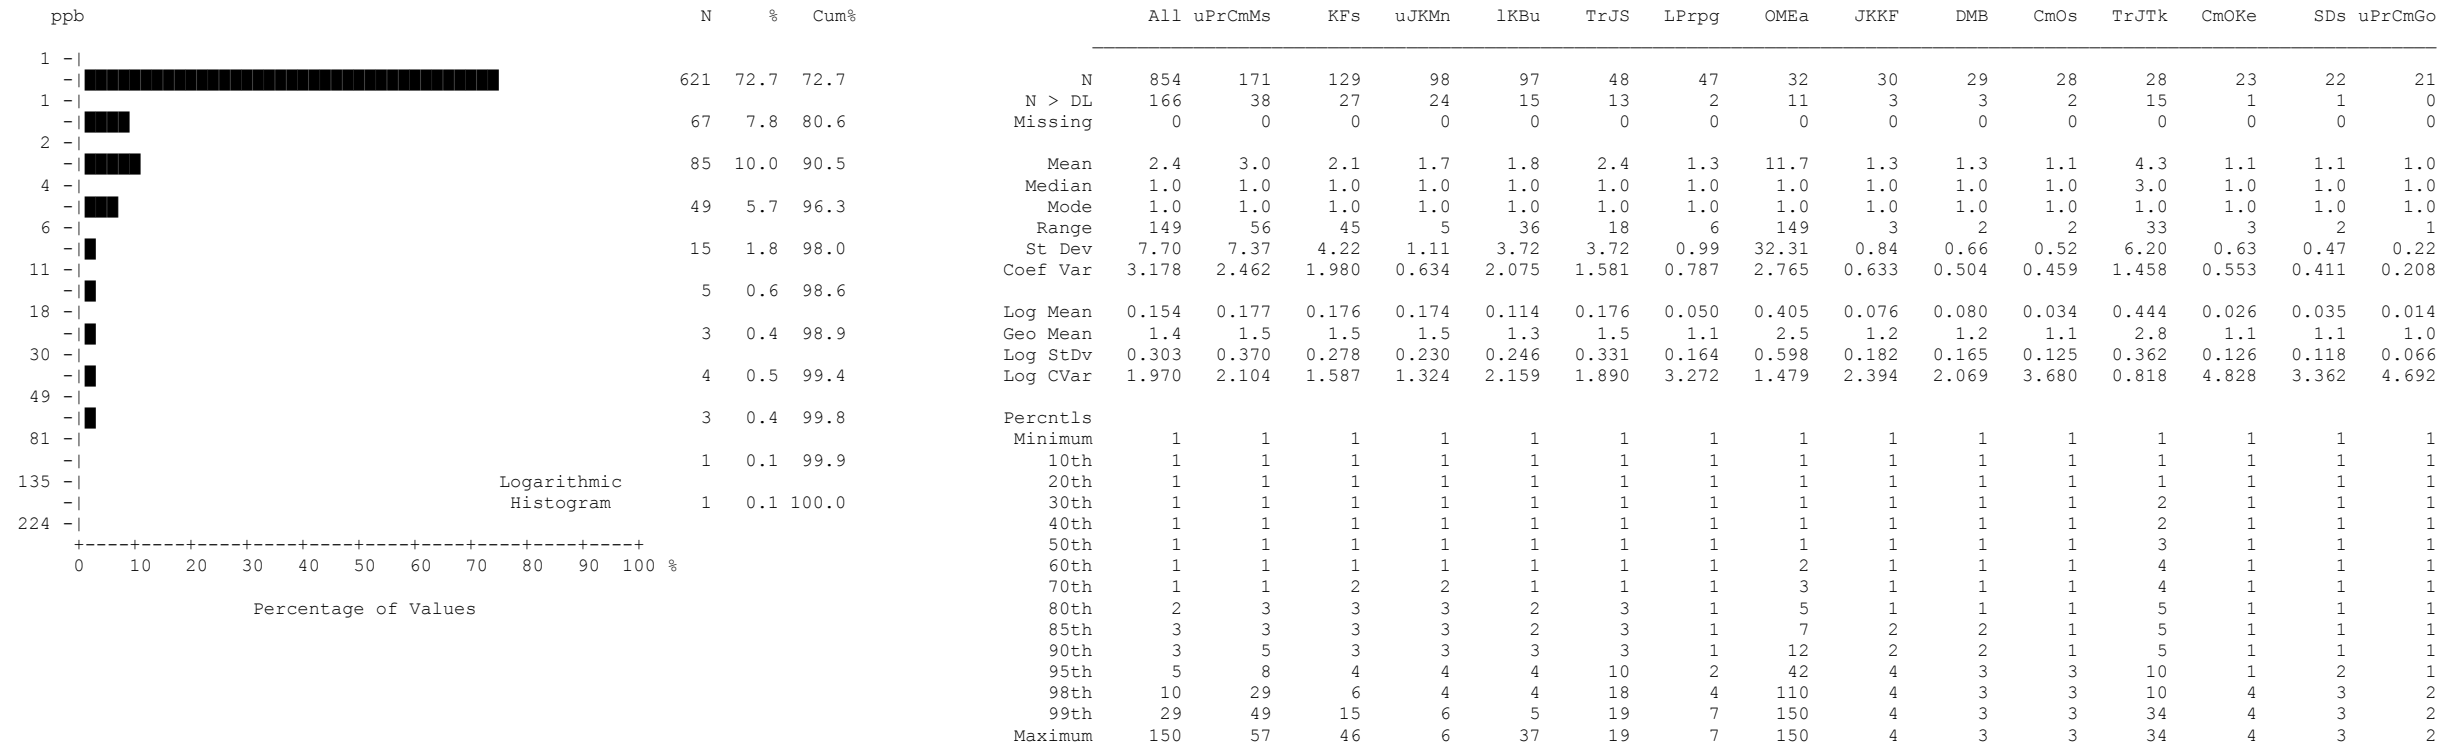 ppb N % Cum% All uPrCmMs KFs uJKMn lKBu TrJS LPrpg OMEa JKKF DMB CmOs TrJTk CmOKe SDs uPrCmGo
1 -|
-| 621 72.7 72.7 N 854 171 129 98 97 48 47 32 30 29 28 28 23 22 21
1 -| N > DL 166 38 27 24 15 13 2 11 3 3 2 15 1 1 0
-| 67 7.8 80.6 Missing 0 0 0 0 0 0 0 0 0 0 0 0 0 0 0
2 -|
-| 85 10.0 90.5 Mean 2.4 3.0 2.1 1.7 1.8 2.4 1.3 11.7 1.3 1.3 1.1 4.3 1.1 1.1 1.0
4 -| Median 1.0 1.0 1.0 1.0 1.0 1.0 1.0 1.0 1.0 1.0 1.0 3.0 1.0 1.0 1.0
-| 49 5.7 96.3 Mode 1.0 1.0 1.0 1.0 1.0 1.0 1.0 1.0 1.0 1.0 1.0 1.0 1.0 1.0 1.0
6 -| Range 149 56 45 5 36 18 6 149 3 2 2 33 3 2 1
-| 15 1.8 98.0 St Dev 7.70 7.37 4.22 1.11 3.72 3.72 0.99 32.31 0.84 0.66 0.52 6.20 0.63 0.47 0.22
11 -| Coef Var 3.178 2.462 1.980 0.634 2.075 1.581 0.787 2.765 0.633 0.504 0.459 1.458 0.553 0.411 0.208
-| 5 0.6 98.6
18 -| Log Mean 0.154 0.177 0.176 0.174 0.114 0.176 0.050 0.405 0.076 0.080 0.034 0.444 0.026 0.035 0.014
-| 3 0.4 98.9 Geo Mean 1.4 1.5 1.5 1.5 1.3 1.5 1.1 2.5 1.2 1.2 1.1 2.8 1.1 1.1 1.0
30 -| Log StDv 0.303 0.370 0.278 0.230 0.246 0.331 0.164 0.598 0.182 0.165 0.125 0.362 0.126 0.118 0.066
-| 4 0.5 99.4 Log CVar 1.970 2.104 1.587 1.324 2.159 1.890 3.272 1.479 2.394 2.069 3.680 0.818 4.828 3.362 4.692
49 -|
-| 3 0.4 99.8 Percntls
81 -| Minimum 1 1 1 1 1 1 1 1 1 1 1 1 1 1 1
-| 1 0.1 99.9 10th 1 1 1 1 1 1 1 1 1 1 1 1 1 1 1
135 -| Logarithmic 20th 1 1 1 1 1 1 1 1 1 1 1 1 1 1 1
-| Histogram 1 0.1 100.0 30th 1 1 1 1 1 1 1 1 1 1 1 2 1 1 1
224 -| 40th 1 1 1 1 1 1 1 1 1 1 1 2 1 1 1
+----+----+----+----+----+----+----+----+----+----+ 50th 1 1 1 1 1 1 1 1 1 1 1 3 1 1 1
0 10 20 30 40 50 60 70 80 90 100 % 60th 1 1 1 1 1 1 1 2 1 1 1 4 1 1 1
70th 1 1 2 2 1 1 1 3 1 1 1 4 1 1 1
Percentage of Values 80th 2 3 3 3 2 3 1 5 1 1 1 5 1 1 1
85th 3 3 3 3 2 3 1 7 2 2 1 5 1 1 1
90th 3 5 3 3 3 3 1 12 2 2 1 5 1 1 1
95th 5 8 4 4 4 10 2 42 4 3 3 10 1 2 1
98th 10 29 6 4 4 18 4 110 4 3 3 10 4 3 2
99th 29 49 15 6 5 19 7 150 4 3 3 34 4 3 2
Maximum 150 57 46 6 37 19 7 150 4 3 3 34 4 3 2